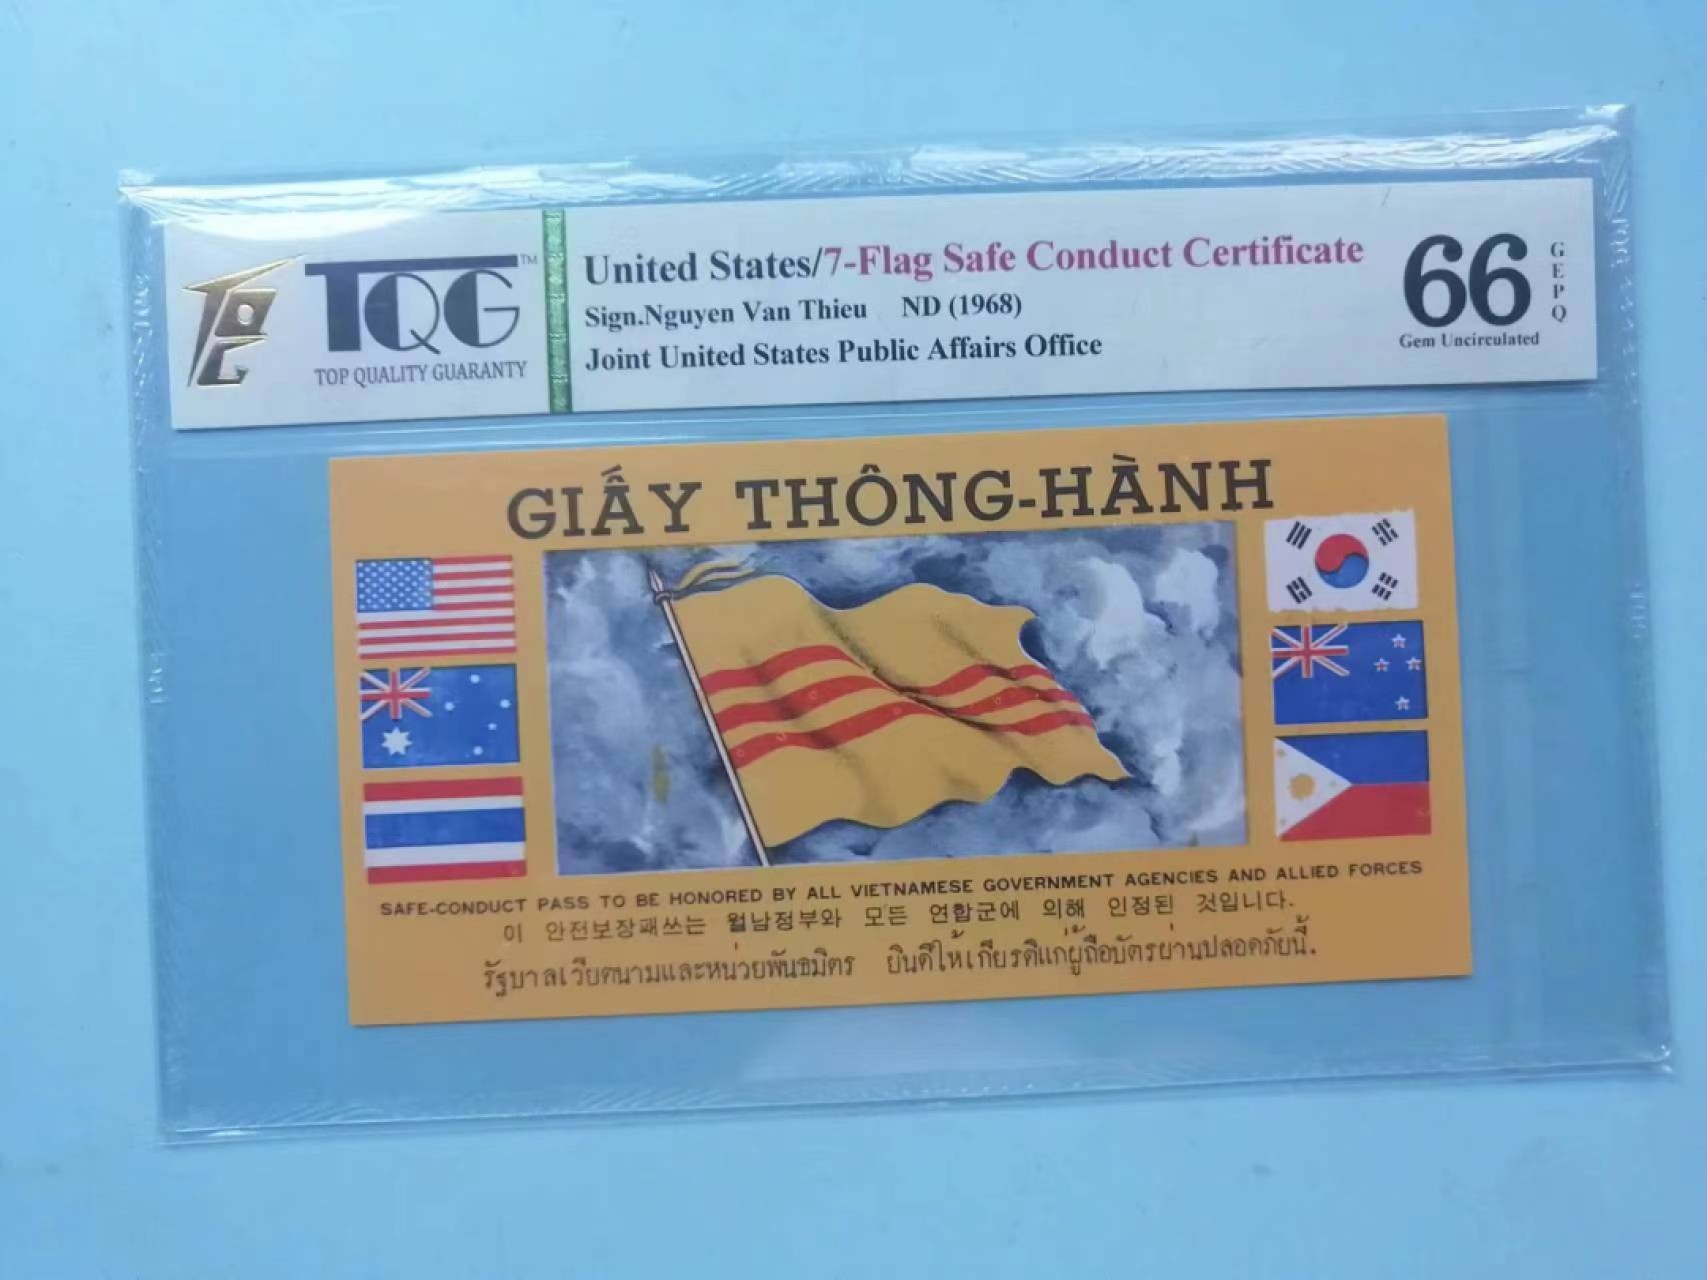 TQG™
TOP QUALITY GUARANTY
United States/7-Flag Safe Conduct Certificate
Sign.Nguyen Van Thieu ND (1968)
Joint United States Public Affairs Office
66
GEPQ
Gem Uncirculated
GIẤY THÔNG-HÀNH
SAFE-CONDUCT PASS TO BE HONORED BY ALL VIETNAMESE GOVERNMENT AGENCIES AND ALLIED FORCES
이 안전보장패쓰는 월남정부와 모든 연합군에 의해 인정된 것입니다.
รัฐบาลเวียตนามและหน่วยพันธมิตร ยินดีให้เกียรติแก่ผู้ถือบัตรผ่านปลอดภัยนี้.